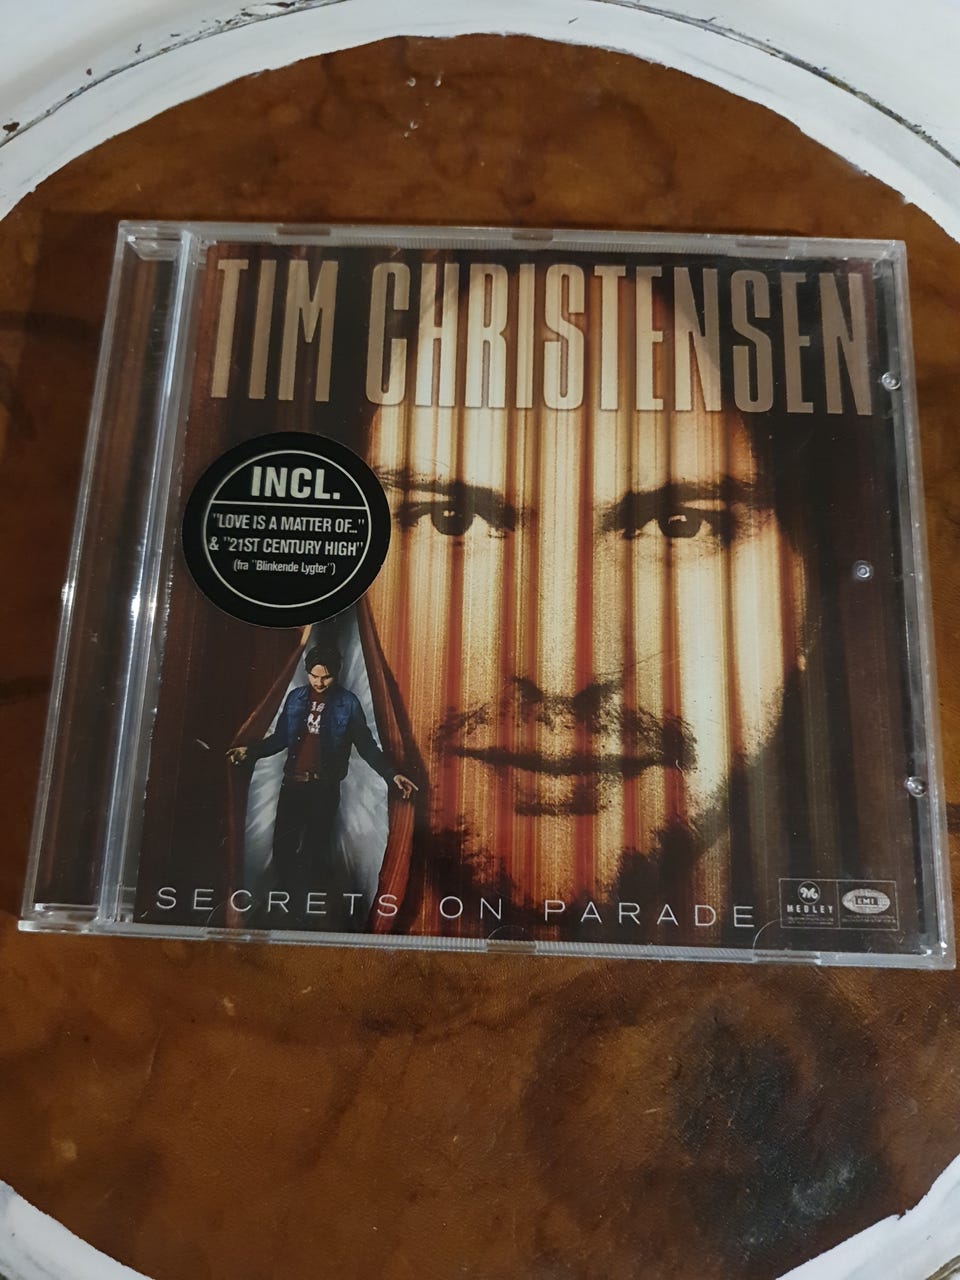 TIM CHRISTENSEN
INCL.
"LOVE IS A MATTER OF.."
& "21ST CENTURY HIGH"
(fra "Blinkende Lygter")
SECRETS ON PARADE
MEDLEY
EMI